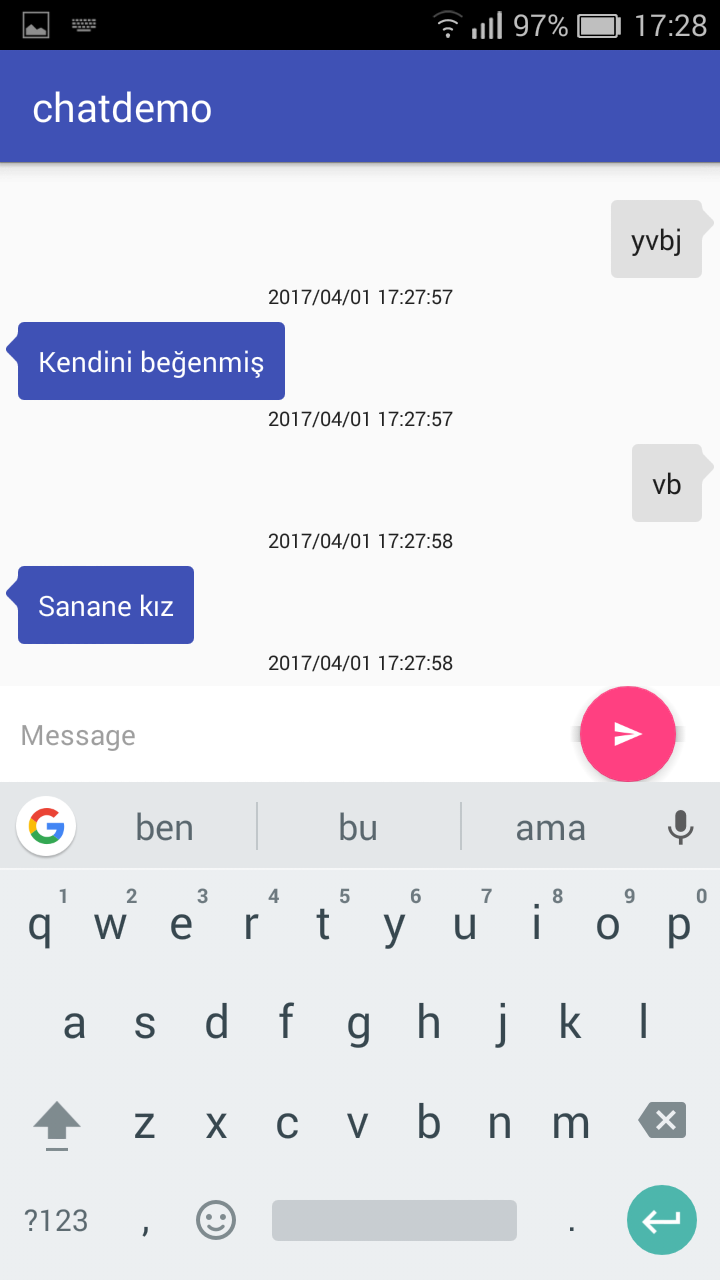 97% 17:28
chatdemo
yvbj
2017/04/01 17:27:57
Kendini beğenmiş
2017/04/01 17:27:57
vb
2017/04/01 17:27:58
Sanane kız
2017/04/01 17:27:58
Message
G ben bu ama
1 2 3 4 5 6 7 8 9 0
q w e r t y u i o p
a s d f g h j k l
z x c v b n m
?123 , .